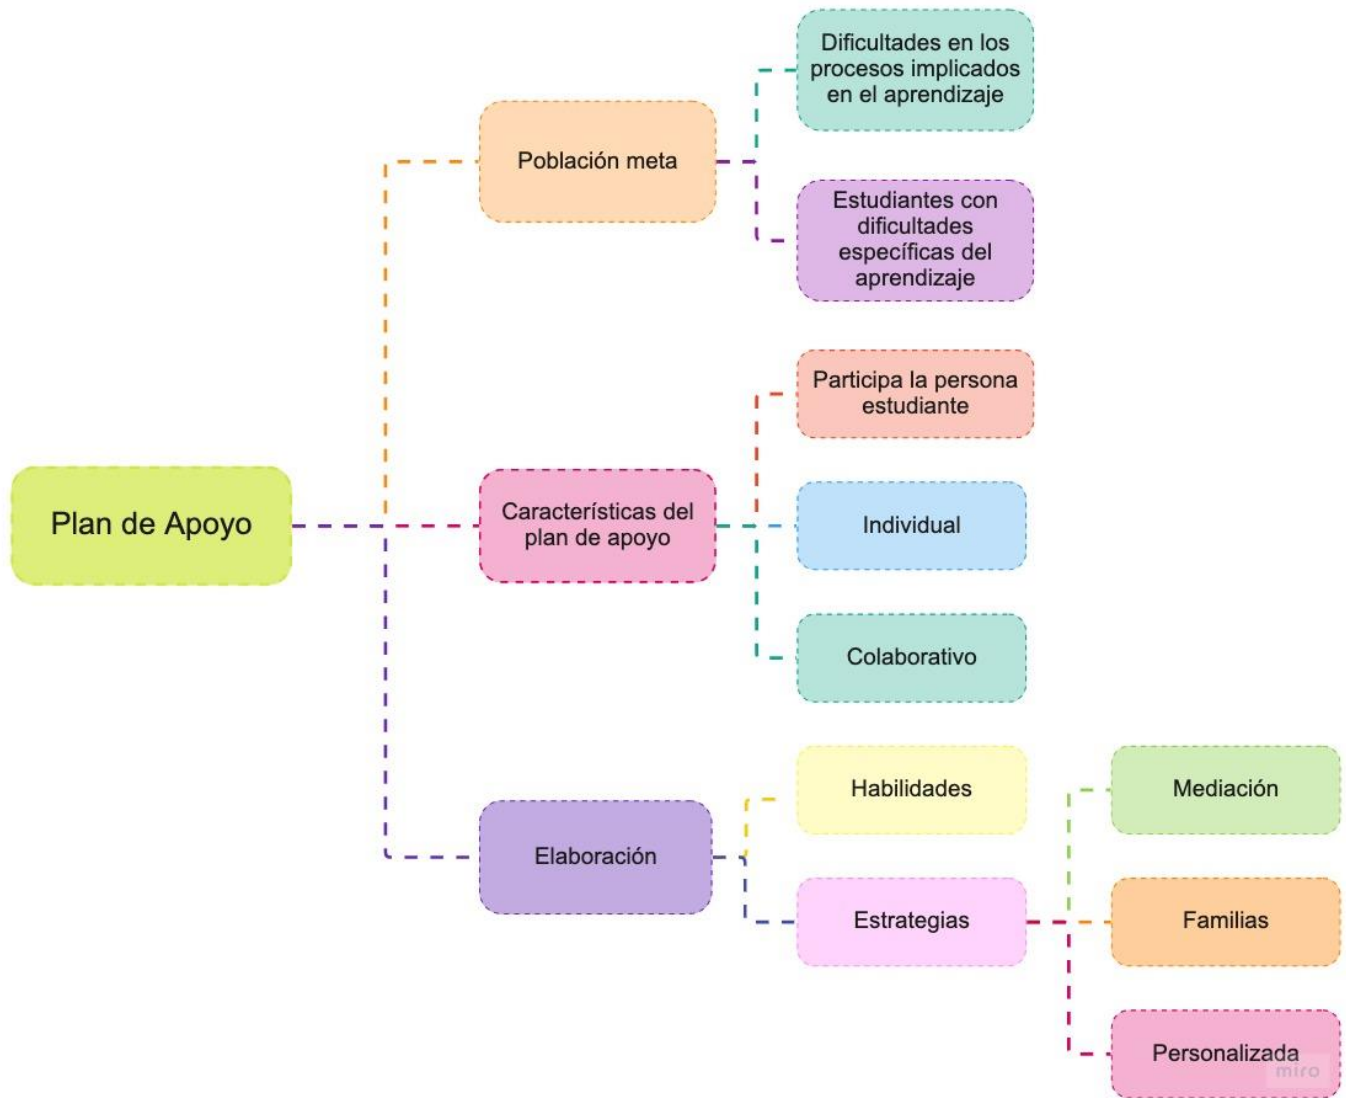 Dificultades en los
procesos implicados
en el aprendizaje
Población meta
Estudiantes con
dificultades
específicas del
aprendizaje
Participa la persona
estudiante
Plan de Apoyo
Características del
plan de apoyo
Individual
Colaborativo
Habilidades
Mediación
Elaboración
Estrategias
Familias
Personalizada
miro